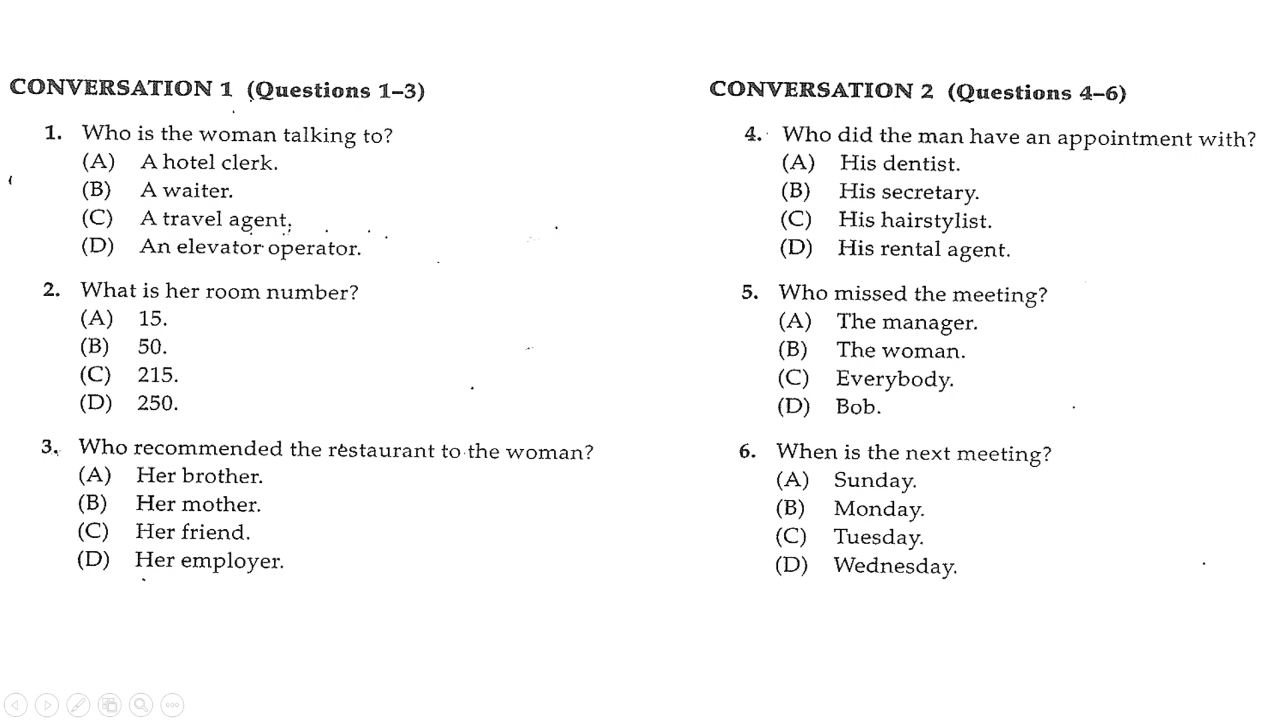 CONVERSATION 1 (Questions 1–3)
1. Who is the woman talking to?
(A) A hotel clerk.
(B) A waiter.
(C) A travel agent.
(D) An elevator operator.
2. What is her room number?
(A) 15.
(B) 50.
(C) 215.
(D) 250.
3. Who recommended the restaurant to the woman?
(A) Her brother.
(B) Her mother.
(C) Her friend.
(D) Her employer.
CONVERSATION 2 (Questions 4–6)
4. Who did the man have an appointment with?
(A) His dentist.
(B) His secretary.
(C) His hairstylist.
(D) His rental agent.
5. Who missed the meeting?
(A) The manager.
(B) The woman.
(C) Everybody.
(D) Bob.
6. When is the next meeting?
(A) Sunday.
(B) Monday.
(C) Tuesday.
(D) Wednesday.